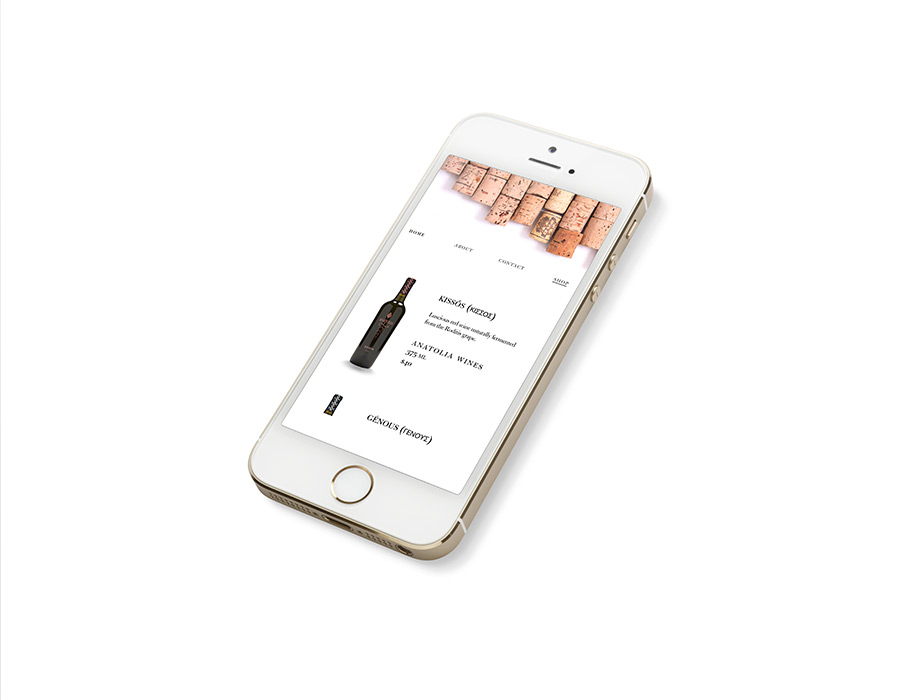 HOME
ABOUT
CONTACT
SHOP
KISSÓS (ΚΙΣΣΟΣ)
Luscious red wine naturally fermented
from the Roditis grape.
ANATOLIA WINES
375 ML
$40
GÉNOUS (ΓΕΝΟΥΣ)